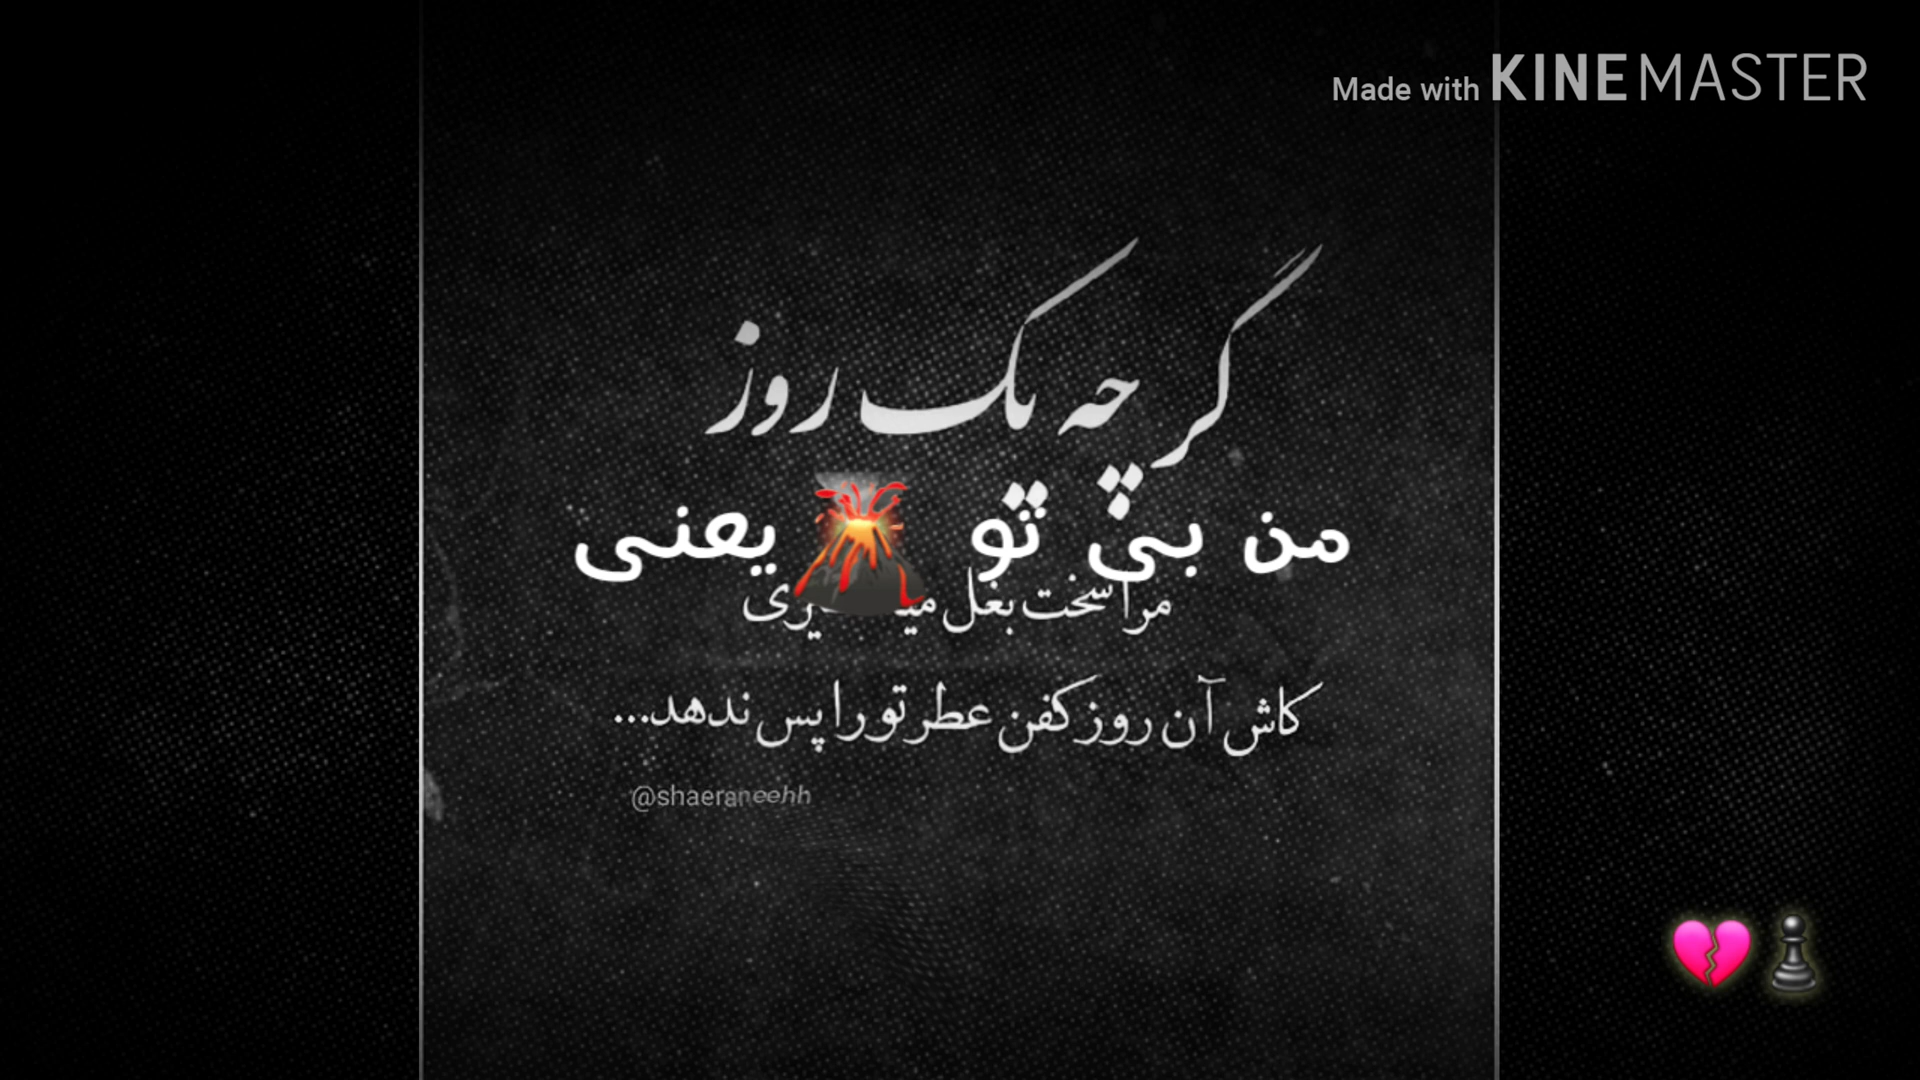 Made with KINEMASTER
گرچه یک روز
من بی تو 🌋 یعنی
مرا سخت بغل
کاش آن روز کفن عطر تو را پس ندهد...
@shaeraneehh
💔♟